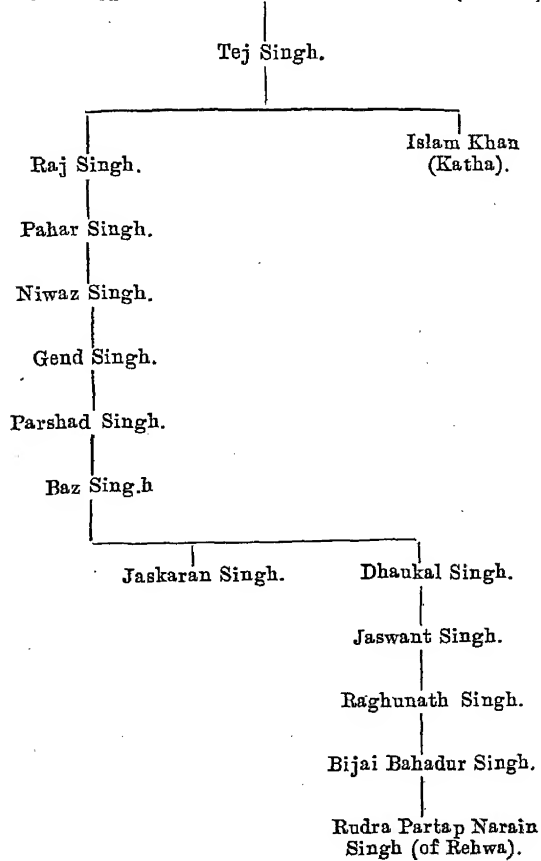 Tej Singh.
Islam Khan
(Katha).
Raj Singh.
Pahar Singh.
Niwaz Singh.
Gend Singh.
Parshad Singh.
Baz Sing.h
Jaskaran Singh.
Dhaukal Singh.
Jaswant Singh.
Raghunath Singh.
Bijai Bahadur Singh.
Rudra Partap Narain
Singh (of Rehwa).